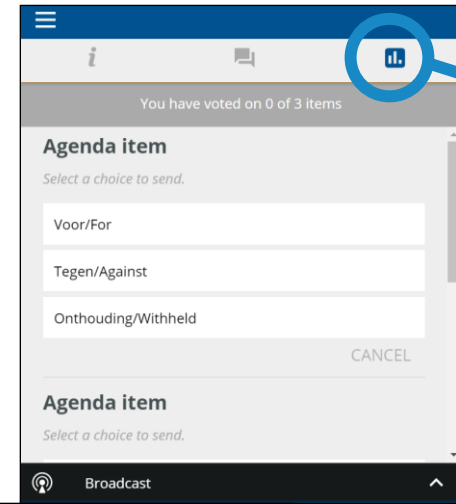 i
You have voted on 0 of 3 items
Agenda item
Select a choice to send.
Voor/For
Tegen/Against
Onthouding/Withheld
CANCEL
Agenda item
Select a choice to send.
Broadcast